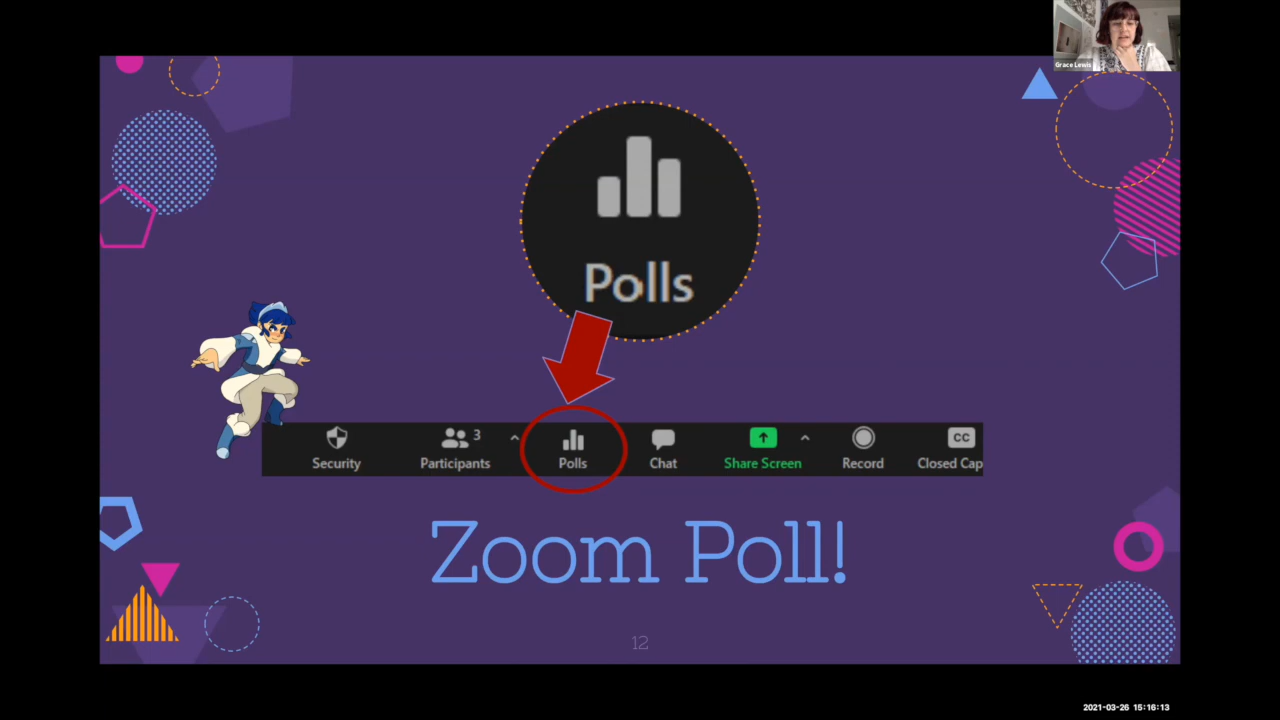 Grace Lewis
Polls
3
Security
Participants
Polls
Chat
Share Screen
Record
CC
Closed Cap
Zoom Poll!
12
2021-03-26 15:16:13